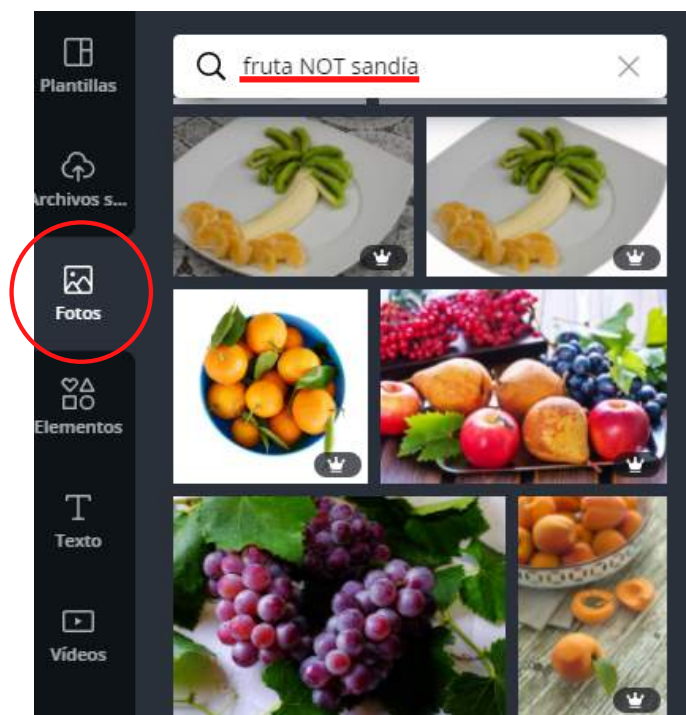 fruta NOT sandía
Plantillas
Archivos s...
Fotos
Elementos
Texto
Vídeos